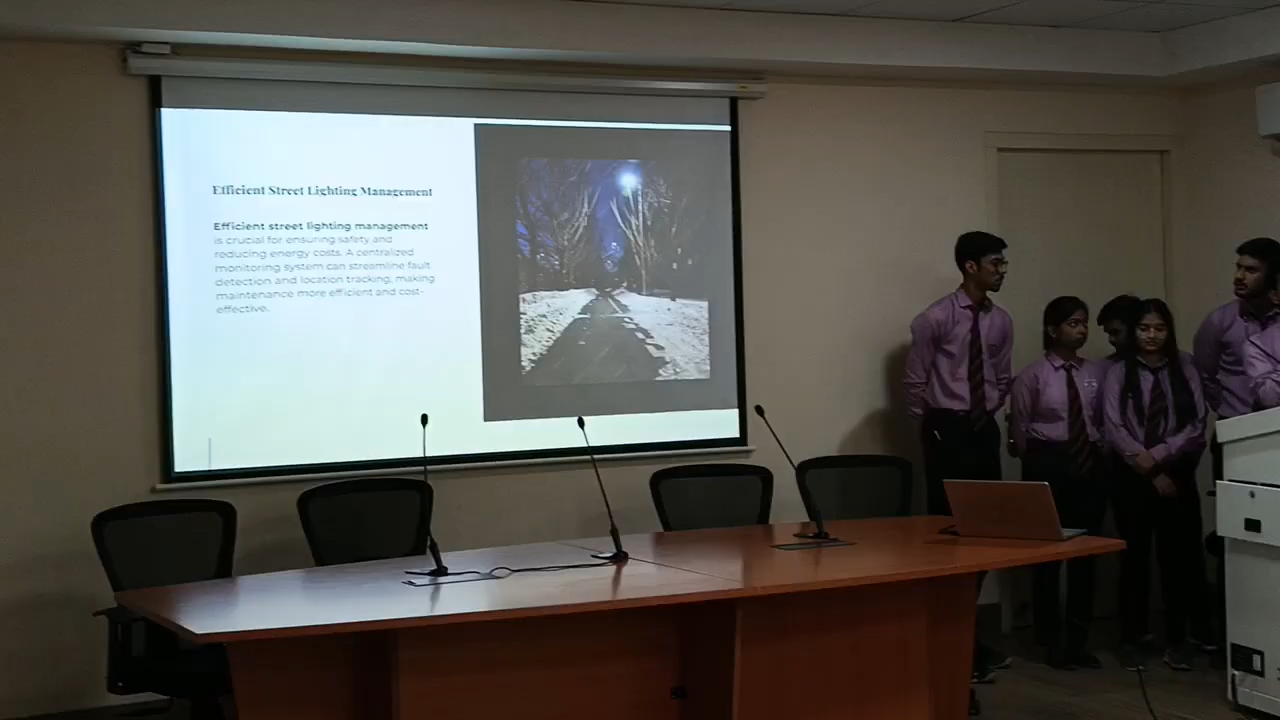 Efficient Street Lighting Management
Efficient street lighting management
is crucial for ensuring safety and
reducing energy costs. A centralized
monitoring system can streamline fault
detection and location tracking, making
maintenance more efficient and cost-
effective.